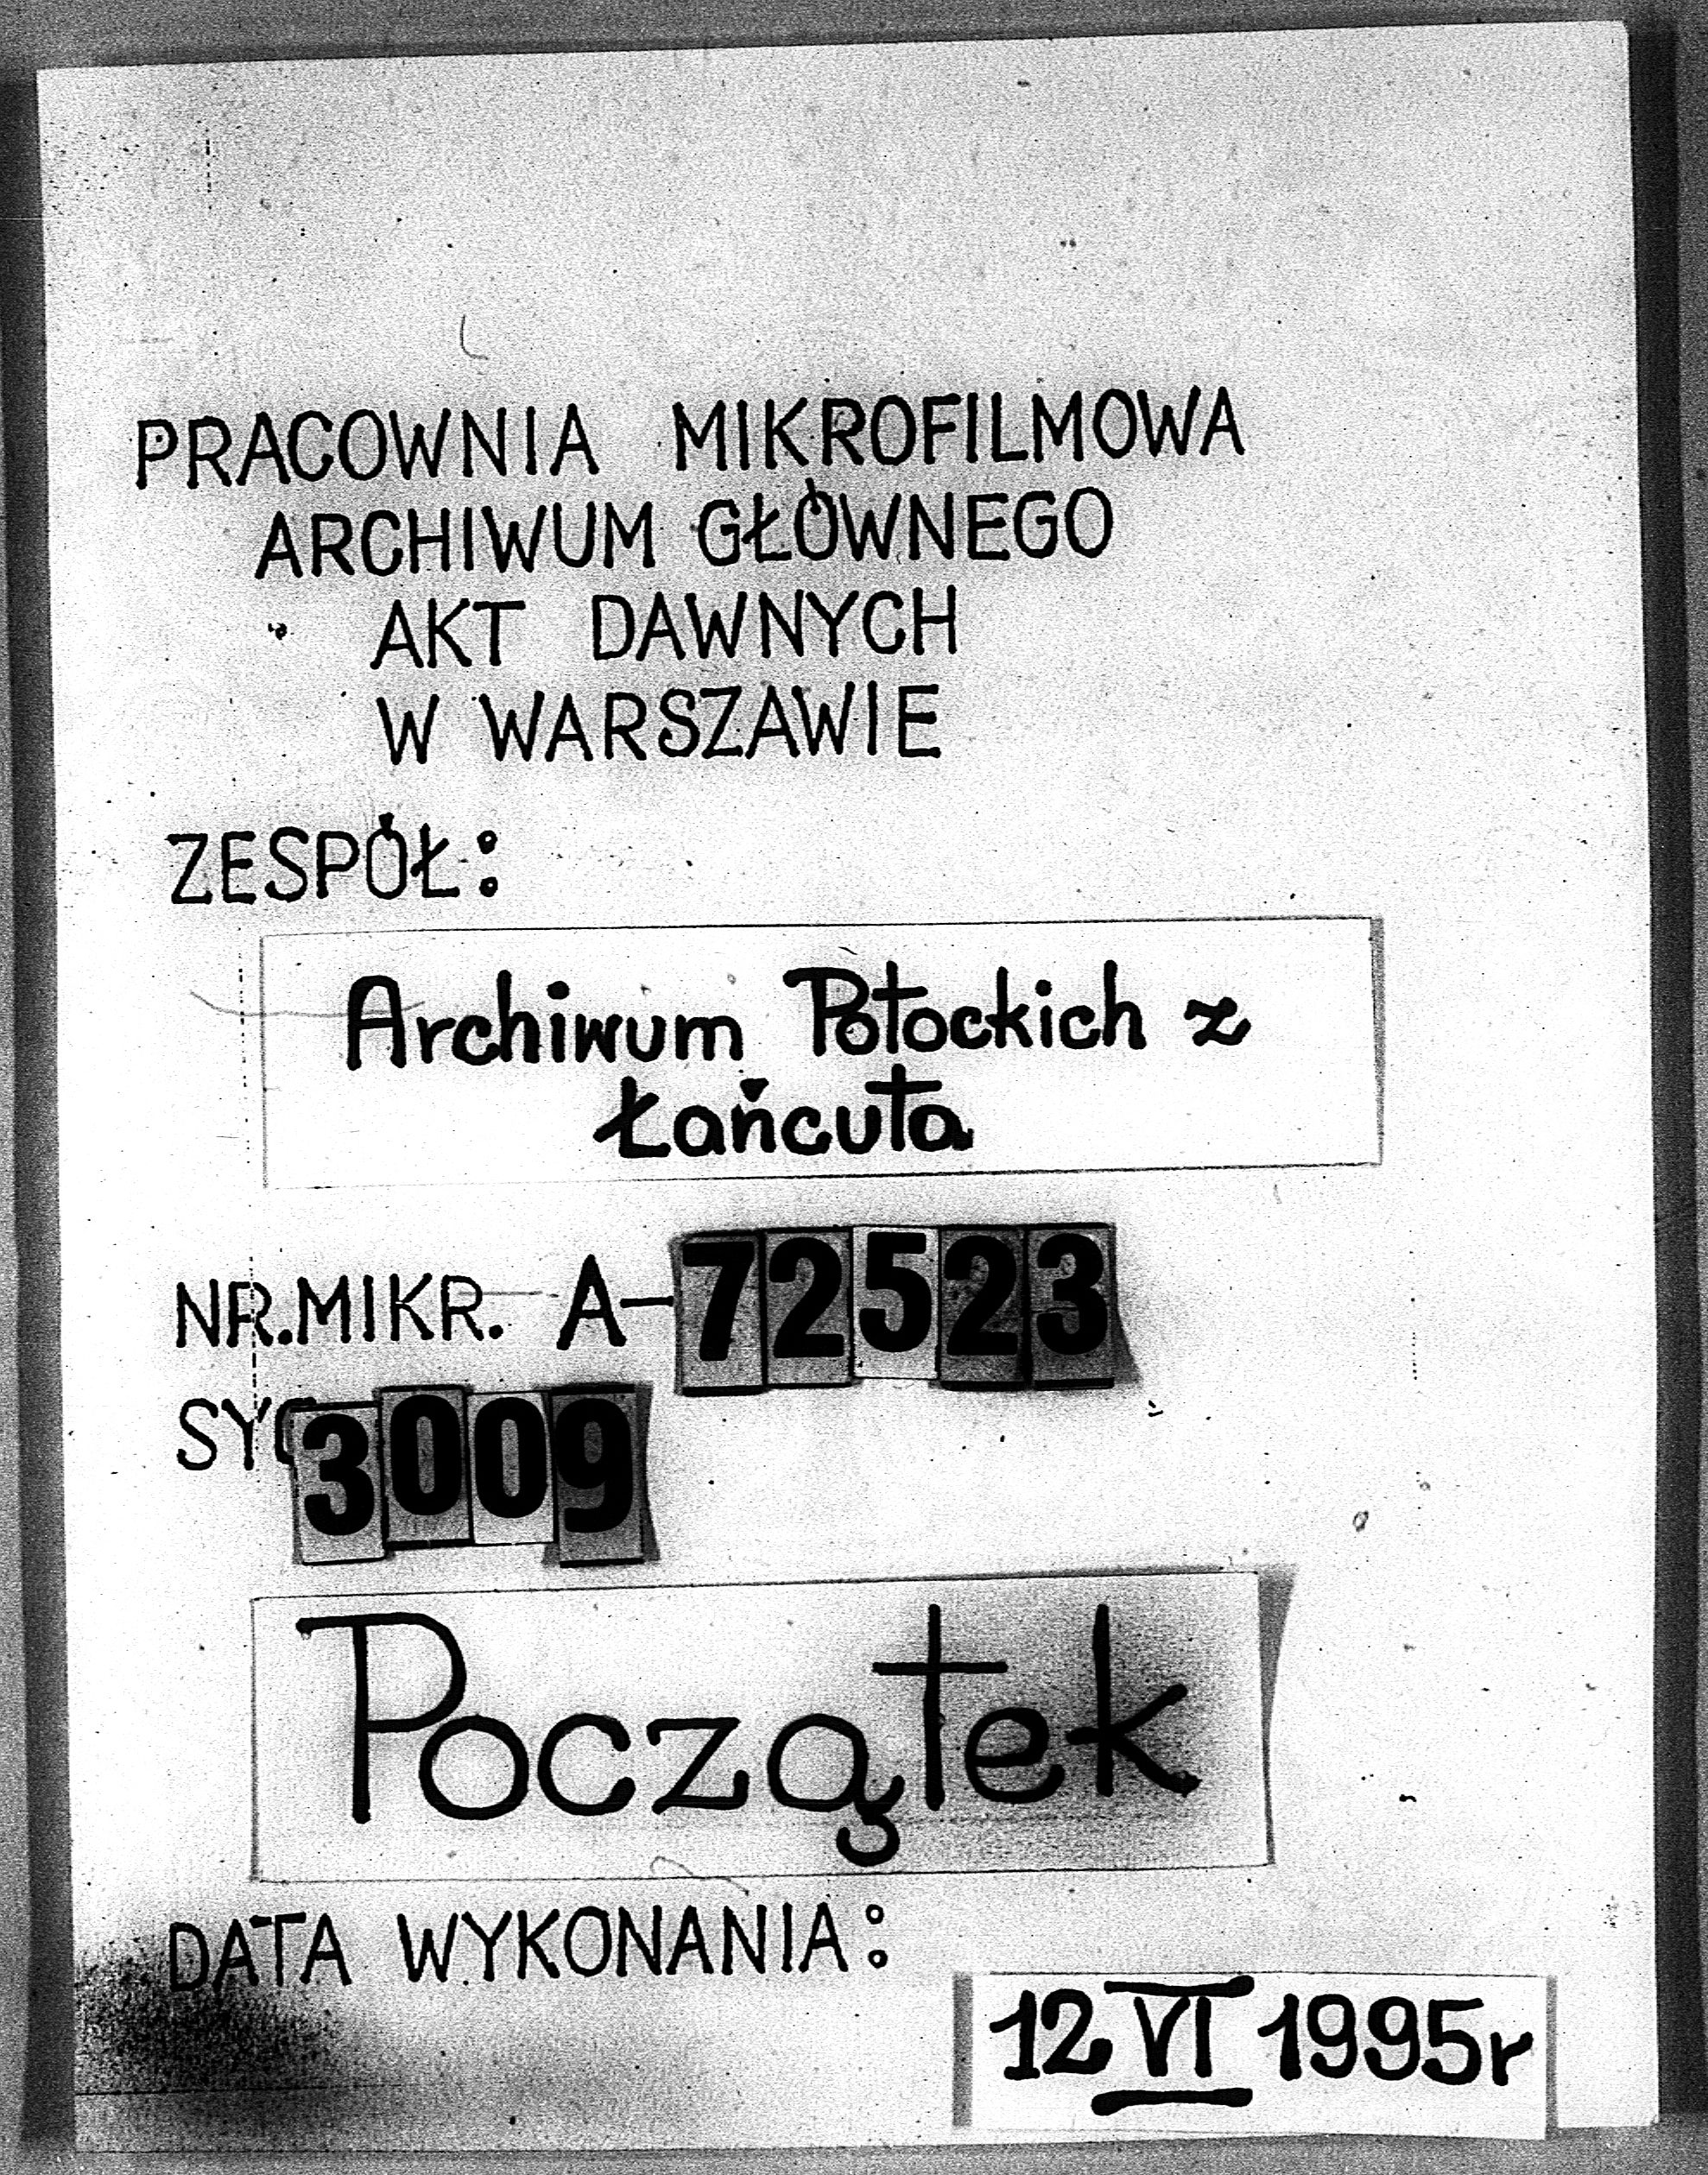 PRACOWNIA MIKROFILMOWA
ARCHIWUM GŁÓWNEGO
AKT DAWNYCH
W WARSZAWIE
ZESPÓŁ:
Archiwum Potockich z
Łańcuta
NR.MIKR. A-72523
SYG 3009
Początek
DATA WYKONANIA:
12 VI 1995r